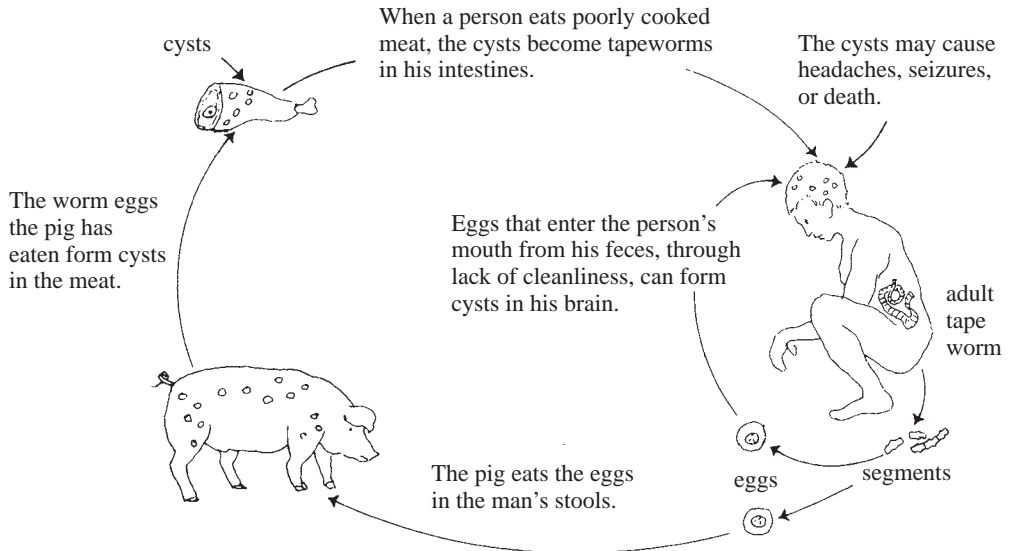 When a person eats poorly cooked
meat, the cysts become tapeworms
in his intestines.
cysts
The cysts may cause
headaches, seizures,
or death.
The worm eggs
the pig has
eaten form cysts
in the meat.
Eggs that enter the person's
mouth from his feces, through
lack of cleanliness, can form
cysts in his brain.
adult
tape
worm
The pig eats the eggs
in the man's stools.
eggs
segments